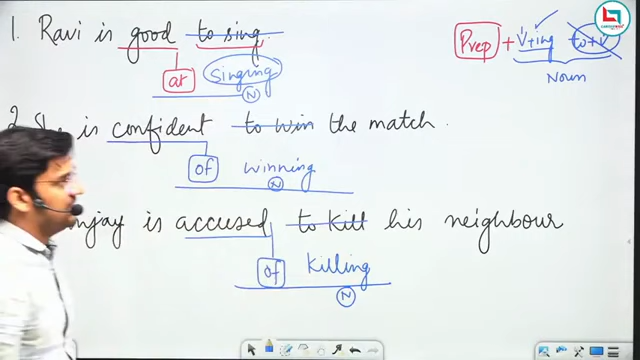 1. Ravi is good to sing.
at singing
N
Prep + V+ing to+V
Noun
2. She is confident to win the match.
of winning
N
is accused to kill his neighbour
of killing
N